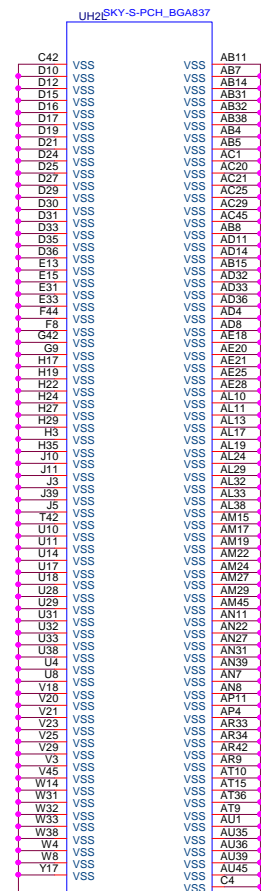 UH2L SKY-S-PCH_BGA837
C42 VSS VSS AB11
D10 VSS VSS AB7
D12 VSS VSS AB14
D15 VSS VSS AB31
D16 VSS VSS AB32
D17 VSS VSS AB38
D19 VSS VSS AB4
D21 VSS VSS AB5
D24 VSS VSS AC1
D25 VSS VSS AC20
D27 VSS VSS AC21
D29 VSS VSS AC25
D30 VSS VSS AC29
D31 VSS VSS AC45
D33 VSS VSS AB8
D35 VSS VSS AD11
D36 VSS VSS AD14
E13 VSS VSS AB15
E15 VSS VSS AD32
E31 VSS VSS AD33
E33 VSS VSS AD36
F44 VSS VSS AD4
F8 VSS VSS AD8
G42 VSS VSS AE18
G9 VSS VSS AE20
H17 VSS VSS AE21
H19 VSS VSS AE25
H22 VSS VSS AE28
H24 VSS VSS AL10
H27 VSS VSS AL11
H29 VSS VSS AL13
H3 VSS VSS AL17
H35 VSS VSS AL19
J10 VSS VSS AL24
J11 VSS VSS AL29
J3 VSS VSS AL32
J39 VSS VSS AL33
J5 VSS VSS AL38
T42 VSS VSS AM15
U10 VSS VSS AM17
U11 VSS VSS AM19
U14 VSS VSS AM22
U17 VSS VSS AM24
U18 VSS VSS AM27
U28 VSS VSS AM29
U29 VSS VSS AM45
U31 VSS VSS AN11
U32 VSS VSS AN22
U33 VSS VSS AN27
U38 VSS VSS AN31
U4 VSS VSS AN39
U8 VSS VSS AN7
V18 VSS VSS AN8
V20 VSS VSS AP11
V21 VSS VSS AP4
V23 VSS VSS AR33
V25 VSS VSS AR34
V29 VSS VSS AR42
V3 VSS VSS AR9
V45 VSS VSS AT10
W14 VSS VSS AT15
W31 VSS VSS AT36
W32 VSS VSS AT9
W33 VSS VSS AU1
W38 VSS VSS AU35
W4 VSS VSS AU36
W8 VSS VSS AU39
Y17 VSS VSS AU45
VSS C4